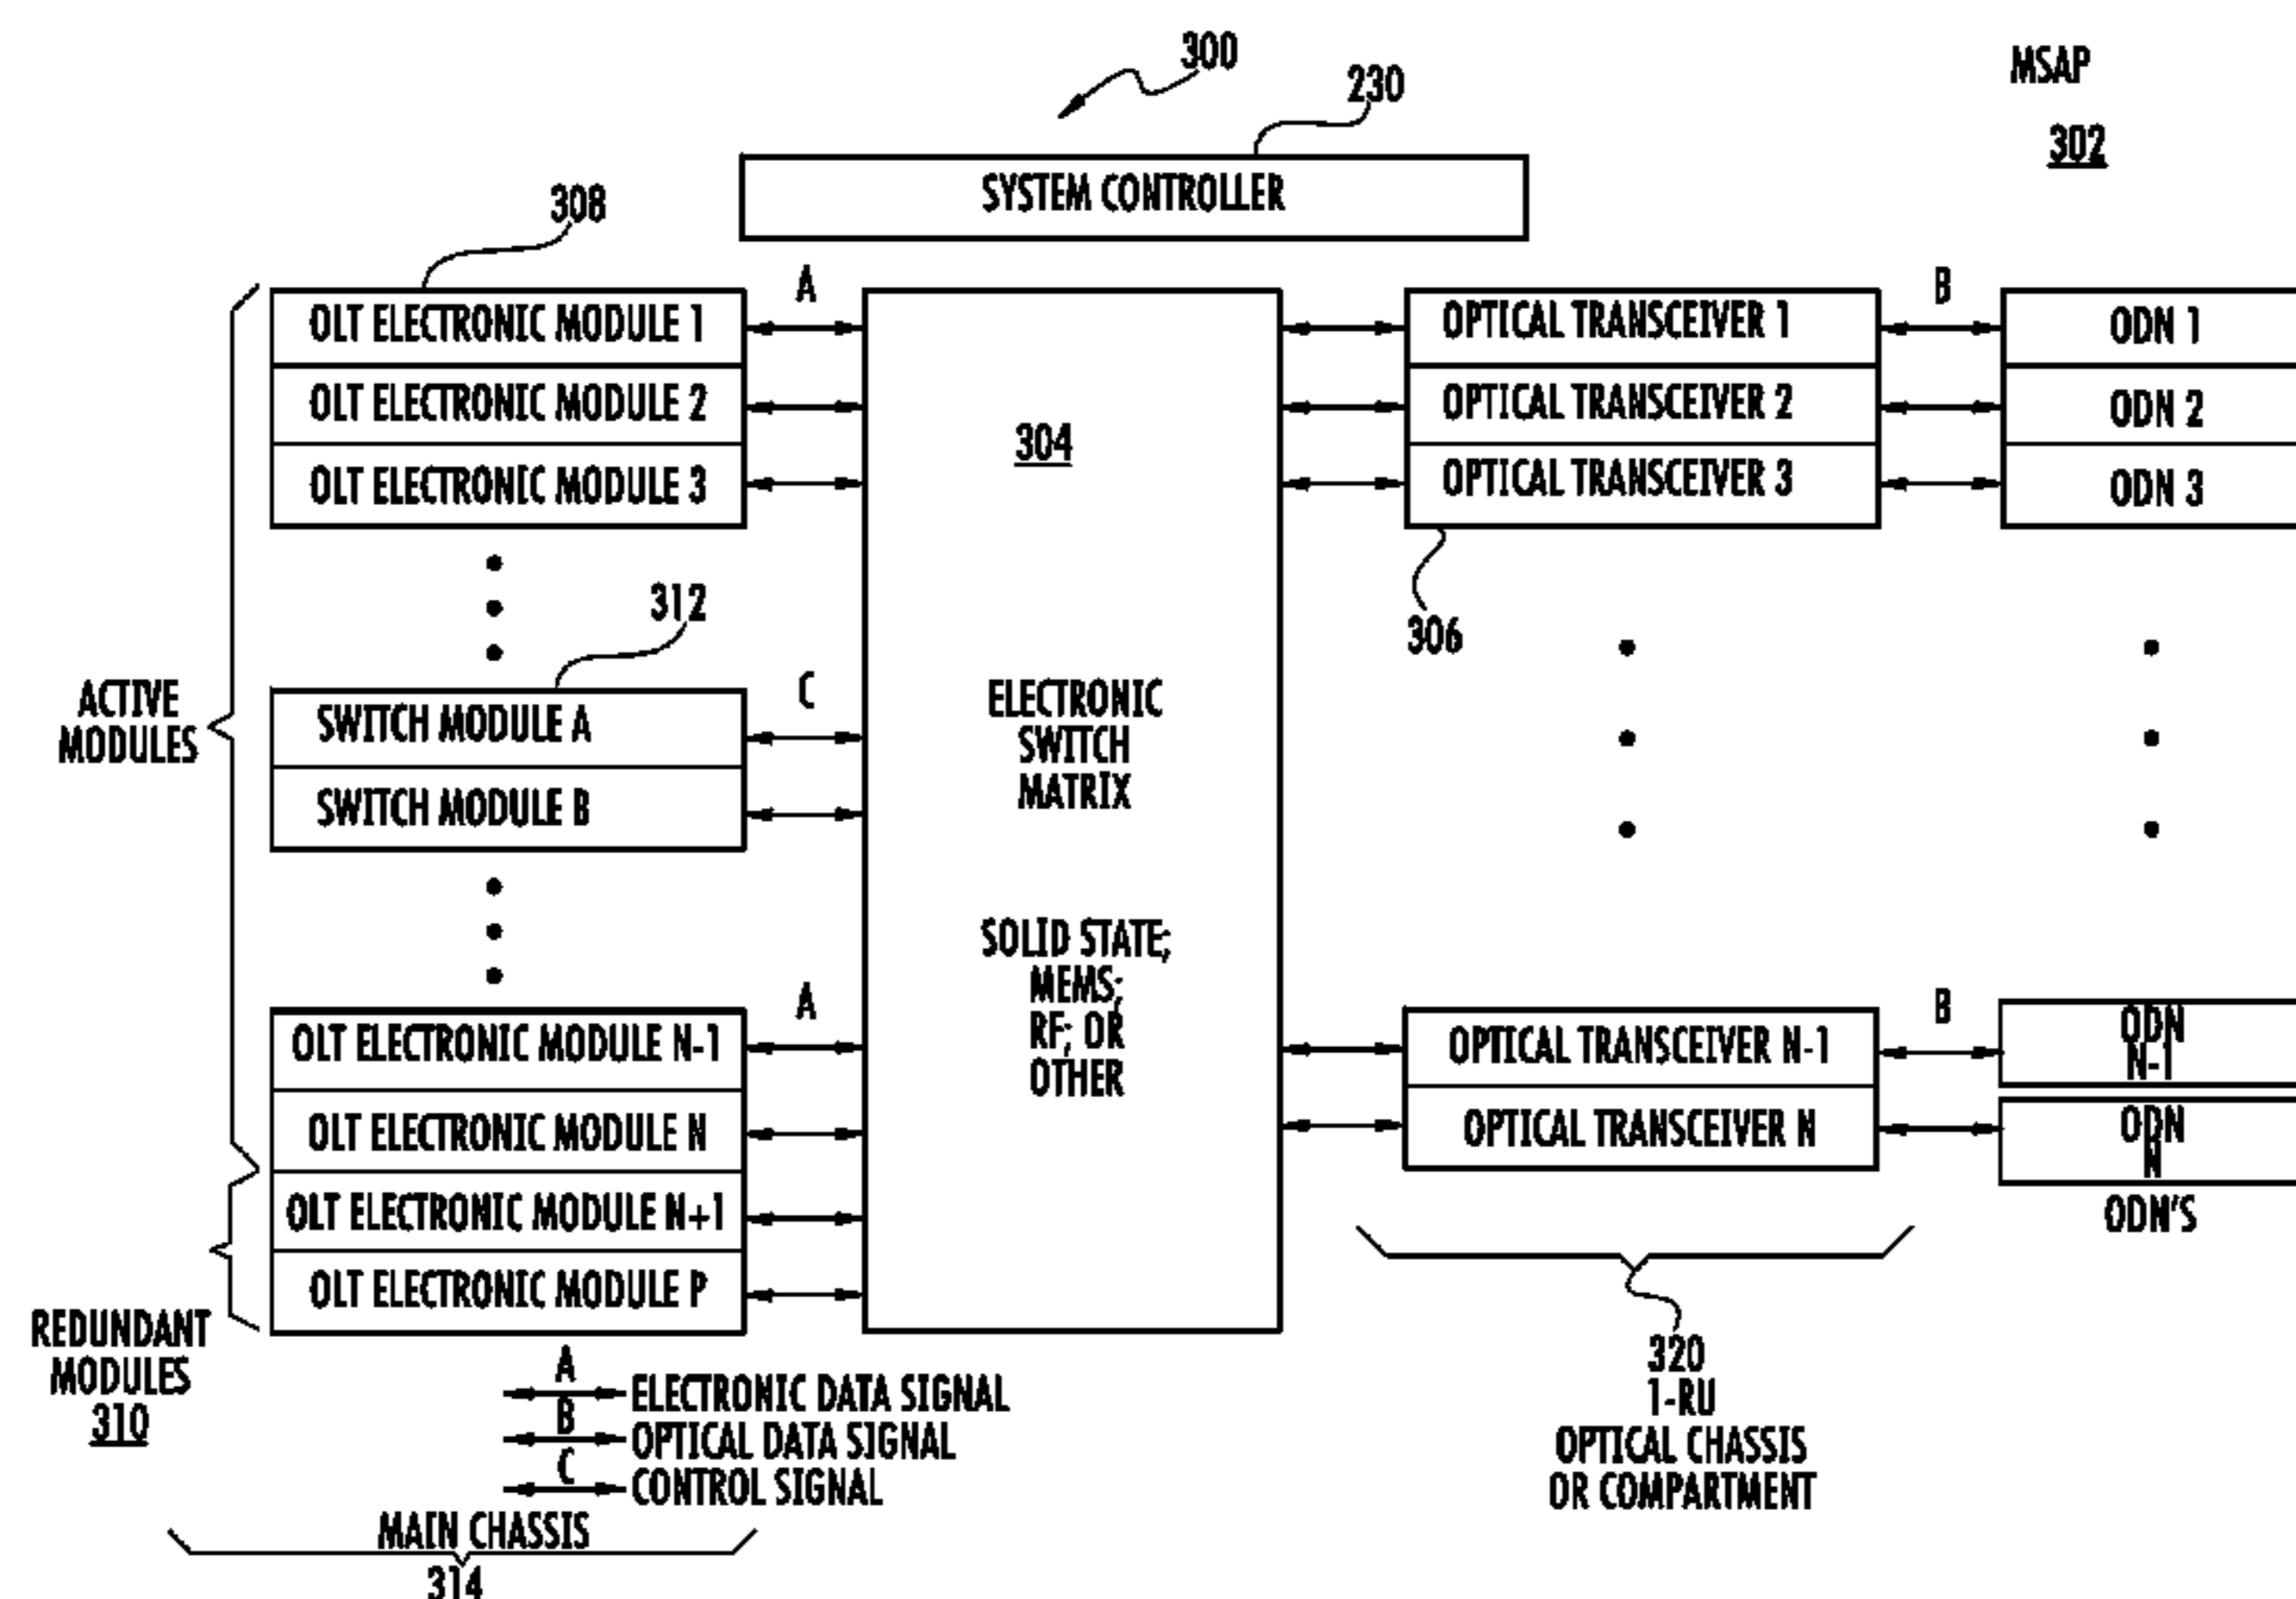 300
MSAP
302
230
SYSTEM CONTROLLER
308
A
B
OLT ELECTRONIC MODULE 1
OLT ELECTRONIC MODULE 2
OLT ELECTRONIC MODULE 3
304
OPTICAL TRANSCEIVER 1
OPTICAL TRANSCEIVER 2
OPTICAL TRANSCEIVER 3
ODN 1
ODN 2
ODN 3
306
312
ACTIVE
MODULES
C
SWITCH MODULE A
SWITCH MODULE B
ELECTRONIC
SWITCH
MATRIX
SOLID STATE;
MEMS;
RF; OR
OTHER
A
B
OLT ELECTRONIC MODULE N-1
OLT ELECTRONIC MODULE N
OLT ELECTRONIC MODULE N+1
OLT ELECTRONIC MODULE P
OPTICAL TRANSCEIVER N-1
OPTICAL TRANSCEIVER N
ODN
N-1
ODN
N
ODN'S
REDUNDANT
MODULES
310
320
1-RU
OPTICAL CHASSIS
OR COMPARTMENT
A
ELECTRONIC DATA SIGNAL
B
OPTICAL DATA SIGNAL
C
CONTROL SIGNAL
MAIN CHASSIS
314